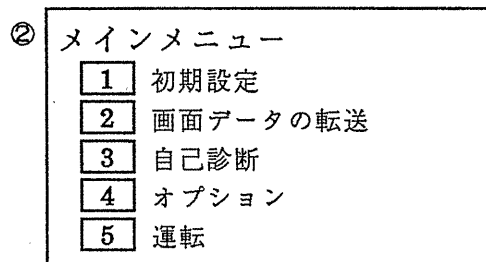 ② メインメニュー
1 初期設定
2 画面データの転送
3 自己診断
4 オプション
5 運転